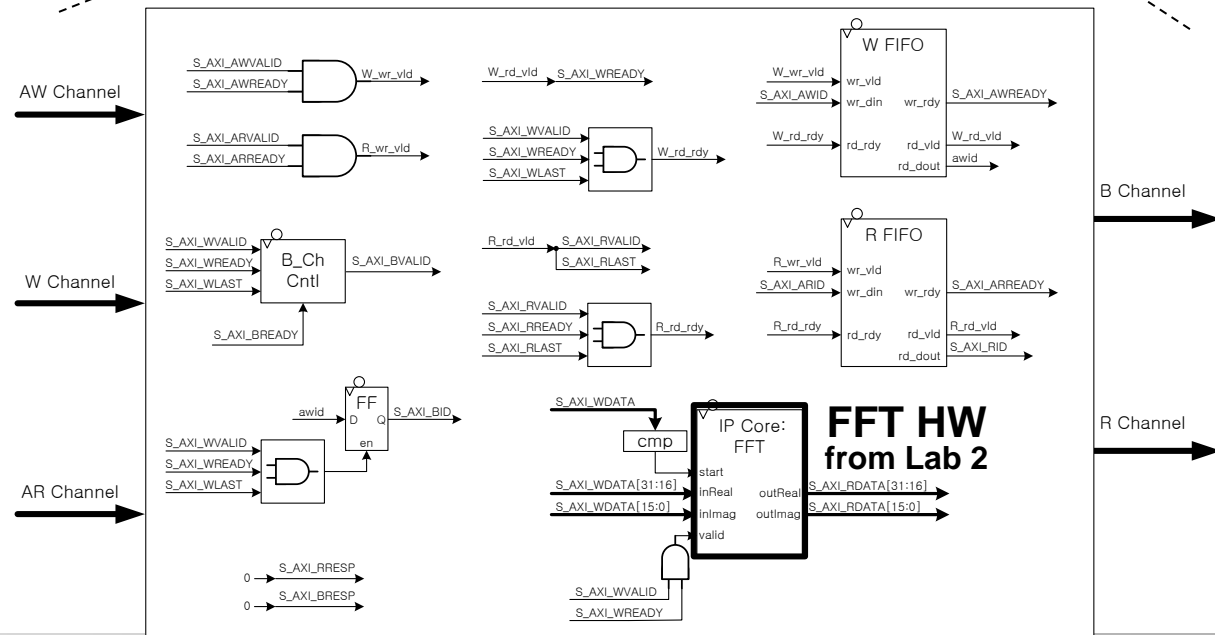 AW Channel
W Channel
AR Channel
S_AXI_AWVALID
S_AXI_AWREADY
W_wr_vld
S_AXI_ARVALID
S_AXI_ARREADY
R_wr_vld
S_AXI_WVALID
S_AXI_WREADY
S_AXI_WLAST
B_Ch
Cntl
S_AXI_BVALID
S_AXI_BREADY
awid
FF
D
Q
en
S_AXI_BID
S_AXI_WVALID
S_AXI_WREADY
S_AXI_WLAST
0
S_AXI_RRESP
0
S_AXI_BRESP
W_rd_vld
S_AXI_WREADY
S_AXI_WVALID
S_AXI_WREADY
S_AXI_WLAST
W_rd_rdy
R_rd_vld
S_AXI_RVALID
S_AXI_RLAST
S_AXI_RVALID
S_AXI_RREADY
S_AXI_RLAST
R_rd_rdy
S_AXI_WDATA
cmp
IP Core:
FFT
start
S_AXI_WDATA[31:16]
inReal
outReal
S_AXI_RDATA[31:16]
S_AXI_WDATA[15:0]
inImag
outImag
S_AXI_RDATA[15:0]
valid
S_AXI_WVALID
S_AXI_WREADY
FFT HW
from Lab 2
W FIFO
W_wr_vld
wr_vld
S_AXI_AWID
wr_din
wr_rdy
S_AXI_AWREADY
W_rd_rdy
rd_rdy
rd_vld
W_rd_vld
rd_dout
awid
R FIFO
R_wr_vld
wr_vld
S_AXI_ARID
wr_din
wr_rdy
S_AXI_ARREADY
R_rd_rdy
rd_rdy
rd_vld
R_rd_vld
rd_dout
S_AXI_RID
B Channel
R Channel